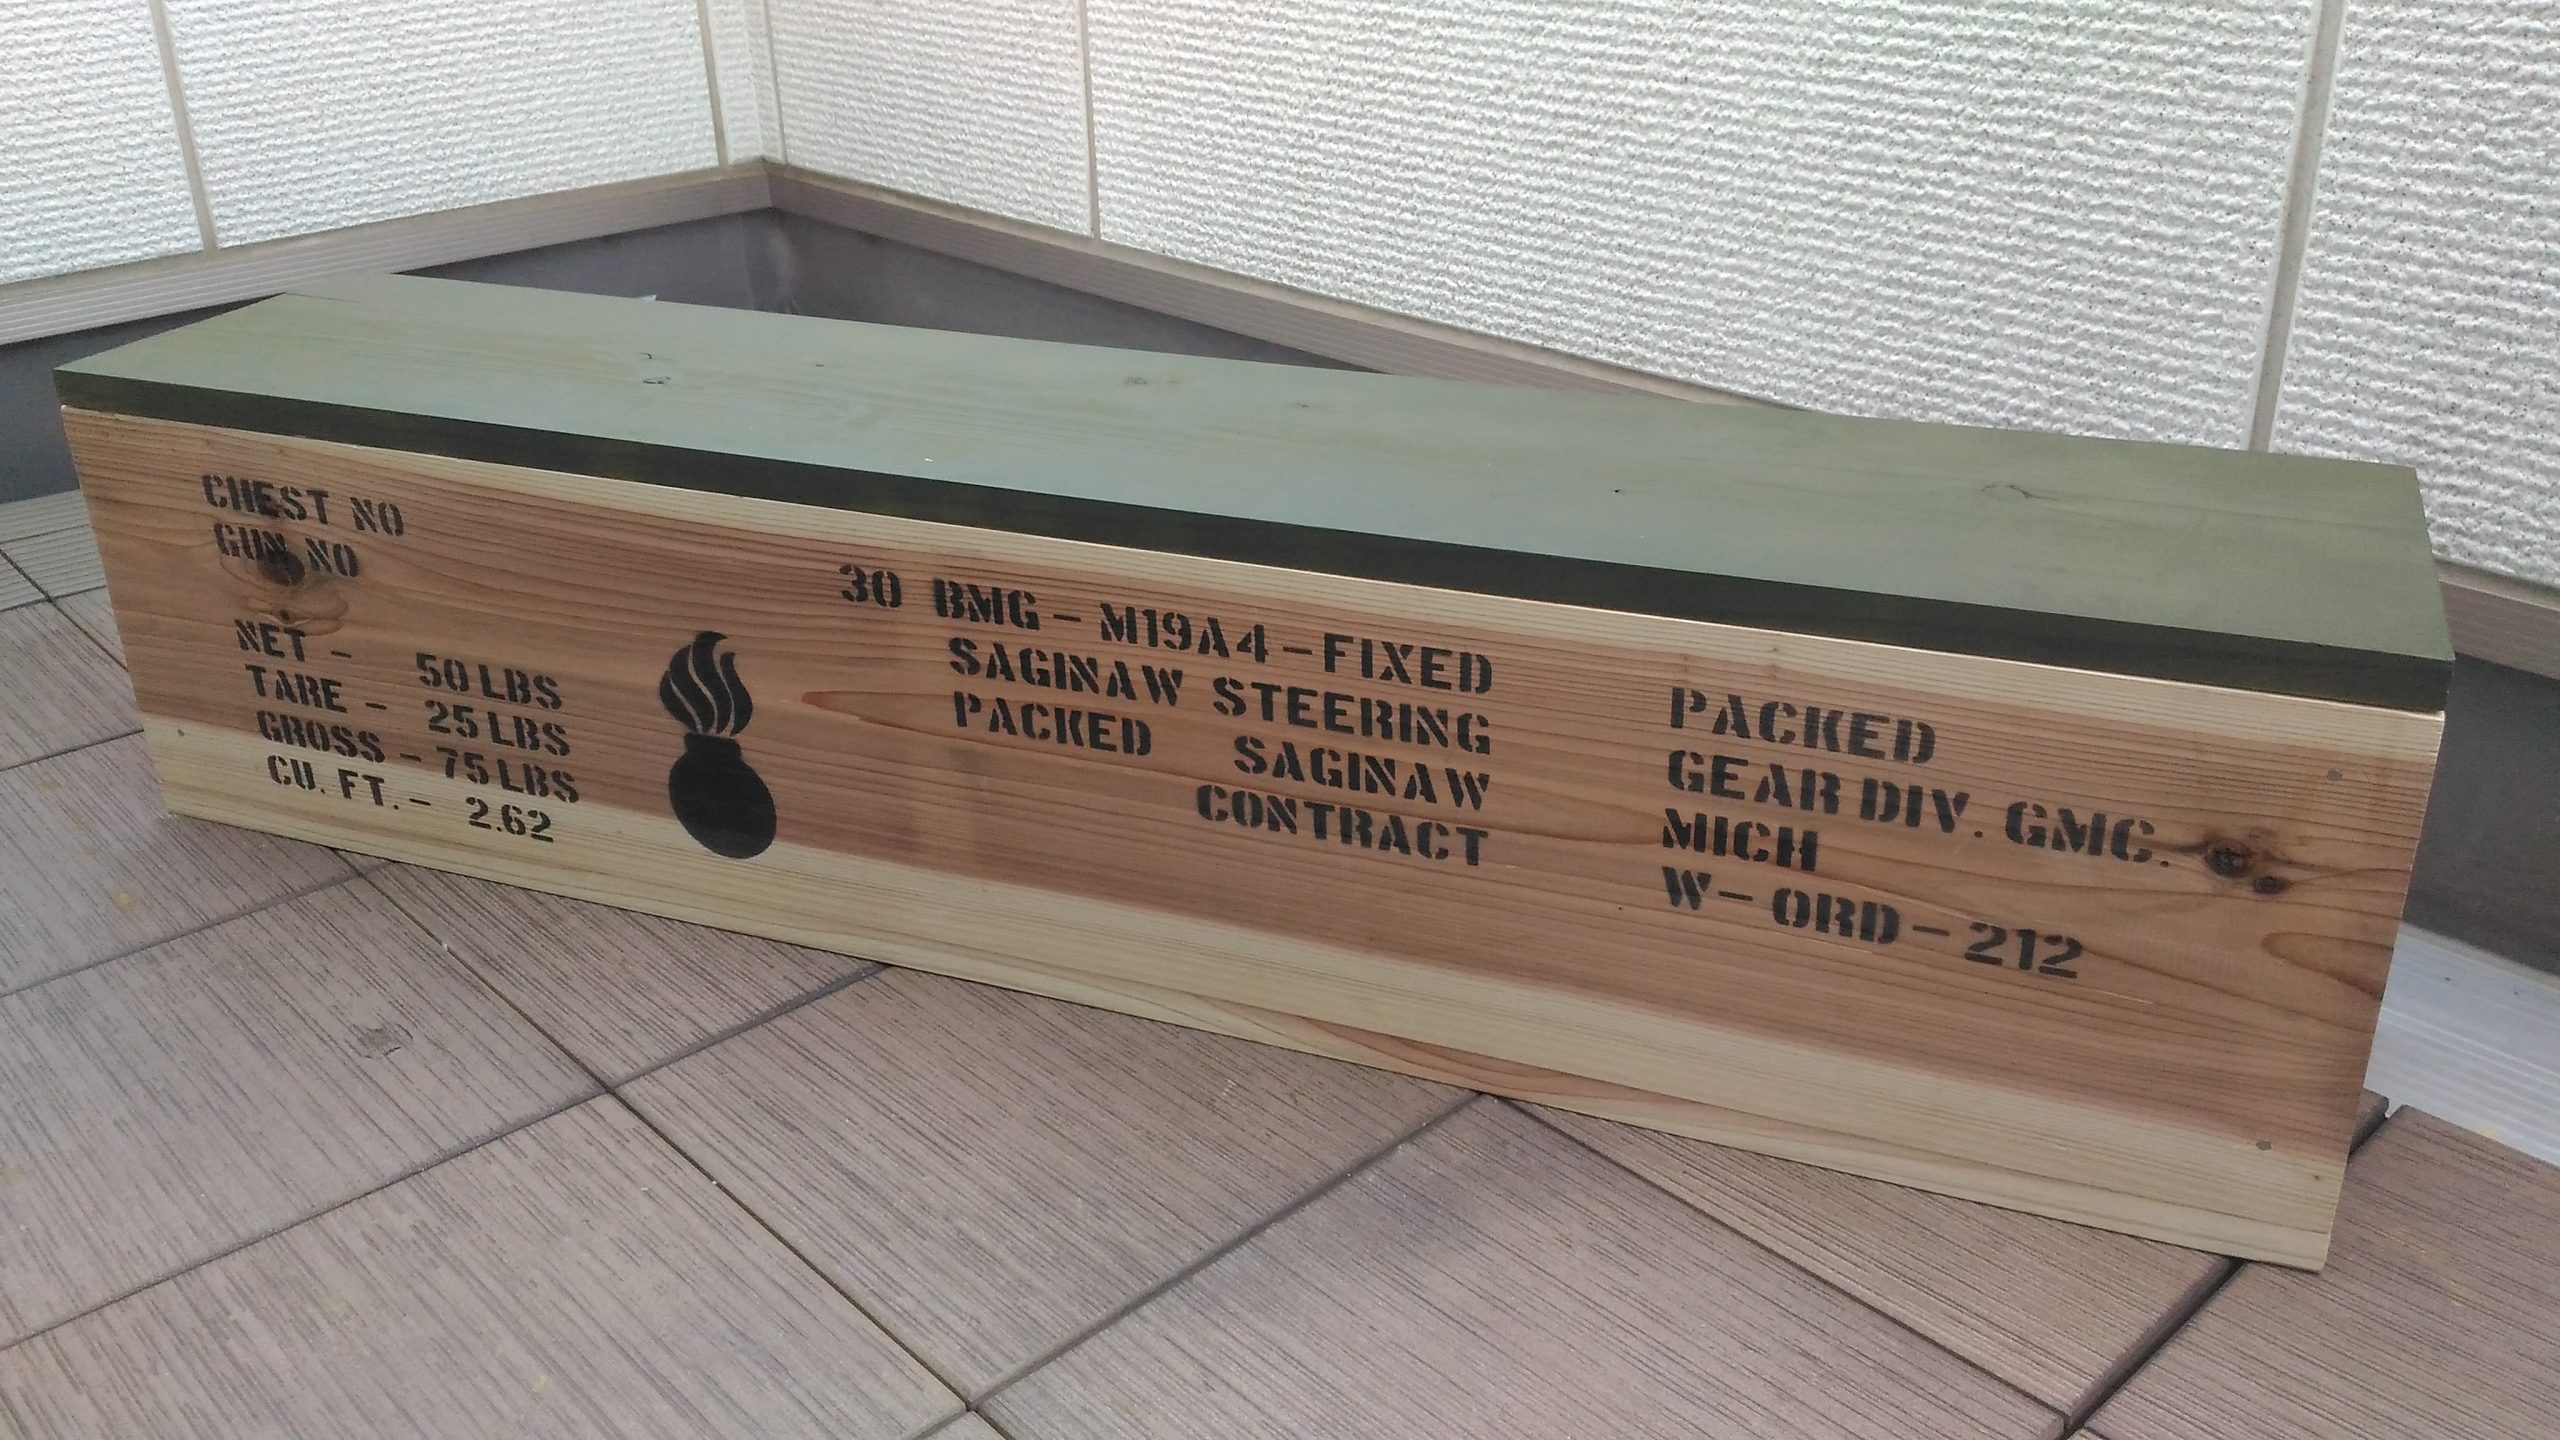 CHEST NO
GUN NO
NET - 50 LBS
TARE - 25 LBS
GROSS - 75 LBS
CU. FT. - 2.62
30 BMG - M19A4 - FIXED
SAGINAW STEERING
PACKED SAGINAW
CONTRACT
PACKED
GEAR DIV. GMC.
MICH
W - ORD - 212